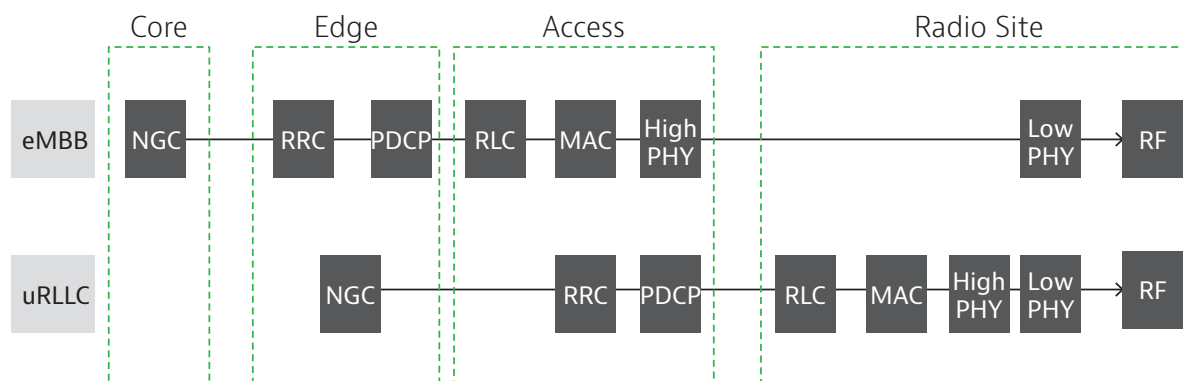 Core
Edge
Access
Radio Site
eMBB
NGC
RRC
PDCP
RLC
MAC
High
PHY
Low
PHY
RF
uRLLC
NGC
RRC
PDCP
RLC
MAC
High
PHY
Low
PHY
RF